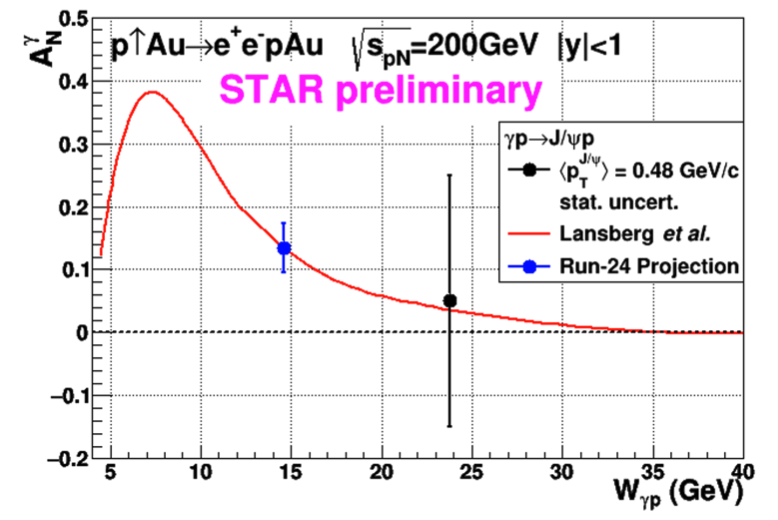 A_N^γ
p↑Au→e⁺e⁻pAu √s_pN=200GeV |y|<1
STAR preliminary
γp→J/ψp
⟨p_T^J/ψ⟩ = 0.48 GeV/c
stat. uncert.
Lansberg et al.
Run-24 Projection
0.5
0.4
0.3
0.2
0.1
0
−0.1
−0.2
5 10 15 20 25 30 35 40
W_γp (GeV)